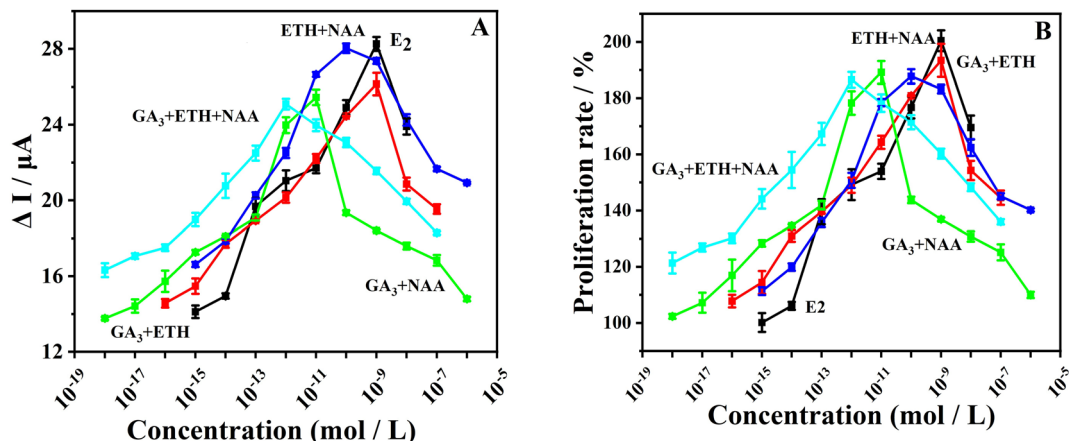 A
28
24
20
16
12
Δ I / μA
ETH+NAA
E2
GA3+ETH+NAA
GA3+NAA
GA3+ETH
10-19
10-17
10-15
10-13
10-11
10-9
10-7
10-5
Concentration (mol / L)
B
200
180
160
140
120
100
Proliferation rate / %
ETH+NAA
GA3+ETH
GA3+ETH+NAA
GA3+NAA
E2
10-19
10-17
10-15
10-13
10-11
10-9
10-7
10-5
Concentration (mol / L)